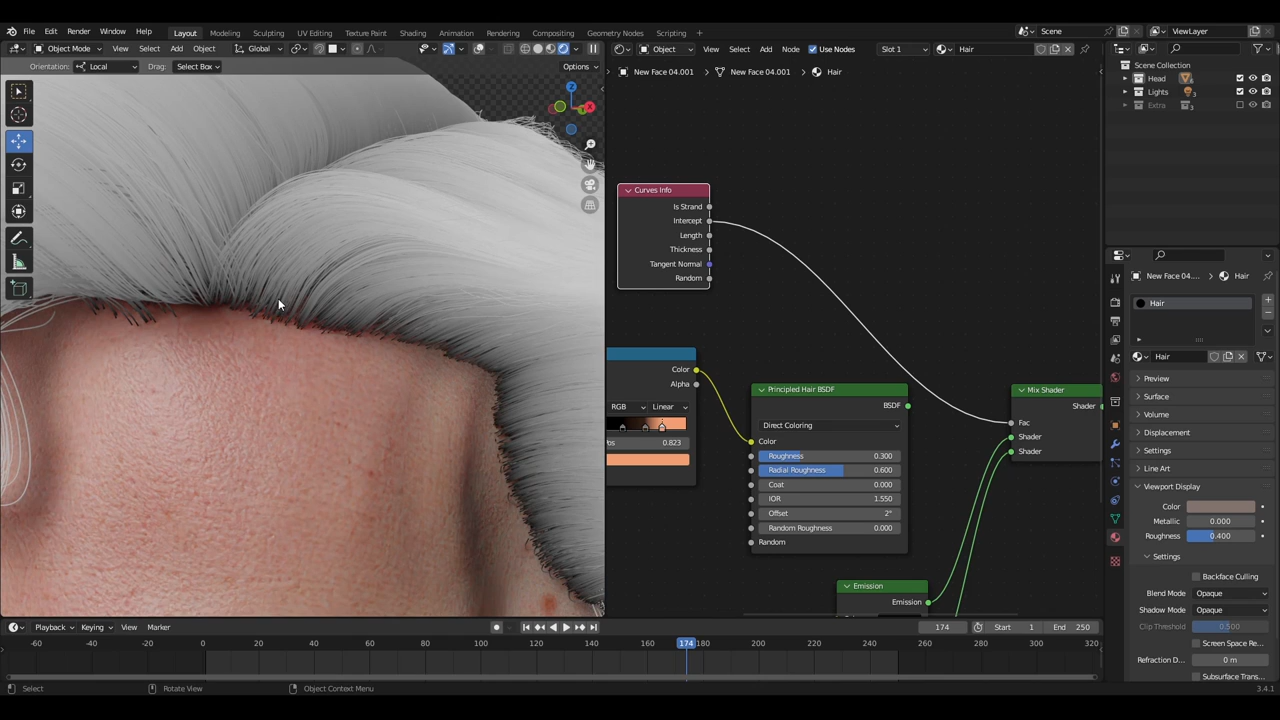 File Edit Render Window Help Layout Modeling Sculpting UV Editing Texture Paint Shading Animation Rendering Compositing Geometry Nodes Scripting Scene ViewLayer
Object Mode View Select Add Object Global Object View Select Add Node Use Nodes Slot 1 Hair
Orientation: Local Drag: Select Box Options
New Face 04.001 New Face 04.001 Hair
Scene Collection
Head
Lights 3
Extra 3
Z
X
Curves Info
Is Strand
Intercept
Length
Thickness
Tangent Normal
Random
Color
Alpha
RGB Linear
os 0.823
Principled Hair BSDF
BSDF
Direct Coloring
Color
Roughness 0.300
Radial Roughness 0.600
Coat 0.000
IOR 1.550
Offset 2°
Random Roughness 0.000
Random
Mix Shader
Shader
Fac
Shader
Shader
Emission
Emission
New Face 04.... Hair
Hair
Hair
Preview
Surface
Volume
Displacement
Settings
Line Art
Viewport Display
Color
Metallic 0.000
Roughness 0.400
Settings
Backface Culling
Blend Mode Opaque
Shadow Mode Opaque
Clip Threshold 0.500
Screen Space Re...
Refraction D... 0 m
Subsurface Trans...
Playback Keying View Marker 174 Start 1 End 250
-60 -40 -20 0 20 40 60 80 100 120 140 160 174 180 200 220 240 260 280 300 320
Select Rotate View Object Context Menu 3.4.1